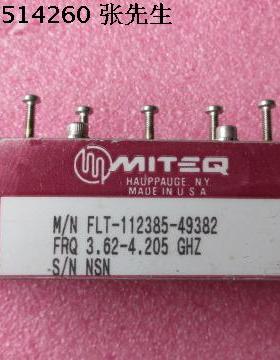 514260 张先生
MITEQ
HAUPPAUGE. N.Y.
MADE IN U.S.A
M/N FLT-112385-49382
FRQ 3.62-4.205 GHZ
S/N NSN